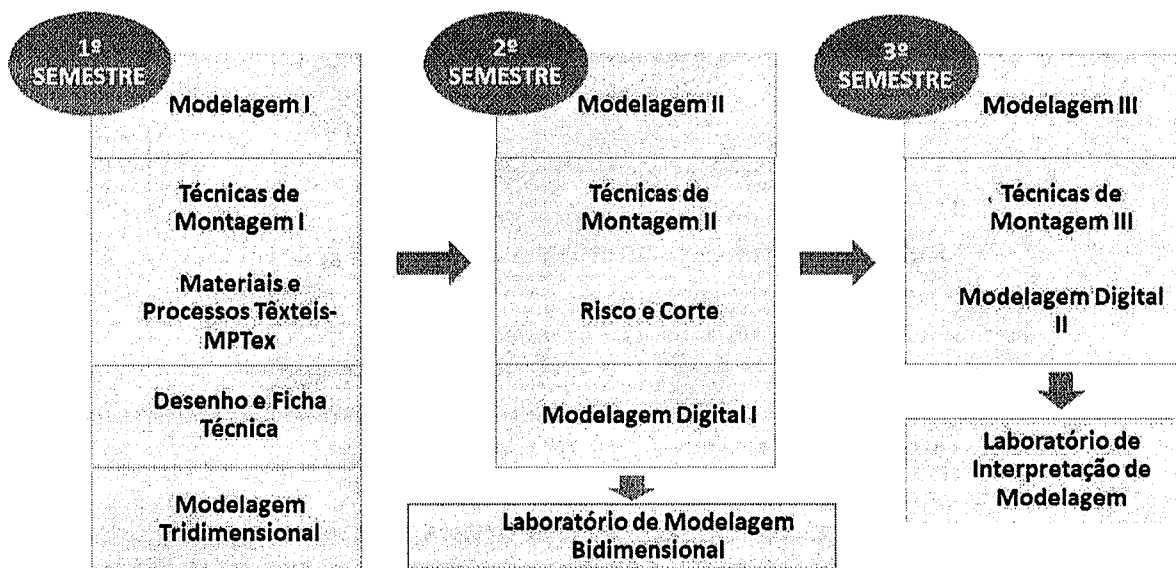 1º
SEMESTRE
Modelagem I
Técnicas de
Montagem I
Materiais e
Processos Têxteis-
MPTex
Desenho e Ficha
Técnica
Modelagem
Tridimensional
2º
SEMESTRE
Modelagem II
Técnicas de
Montagem II
Risco e Corte
Modelagem Digital I
Laboratório de Modelagem
Bidimensional
3º
SEMESTRE
Modelagem III
Técnicas de
Montagem III
Modelagem Digital
II
Laboratório de
Interpretação de
Modelagem